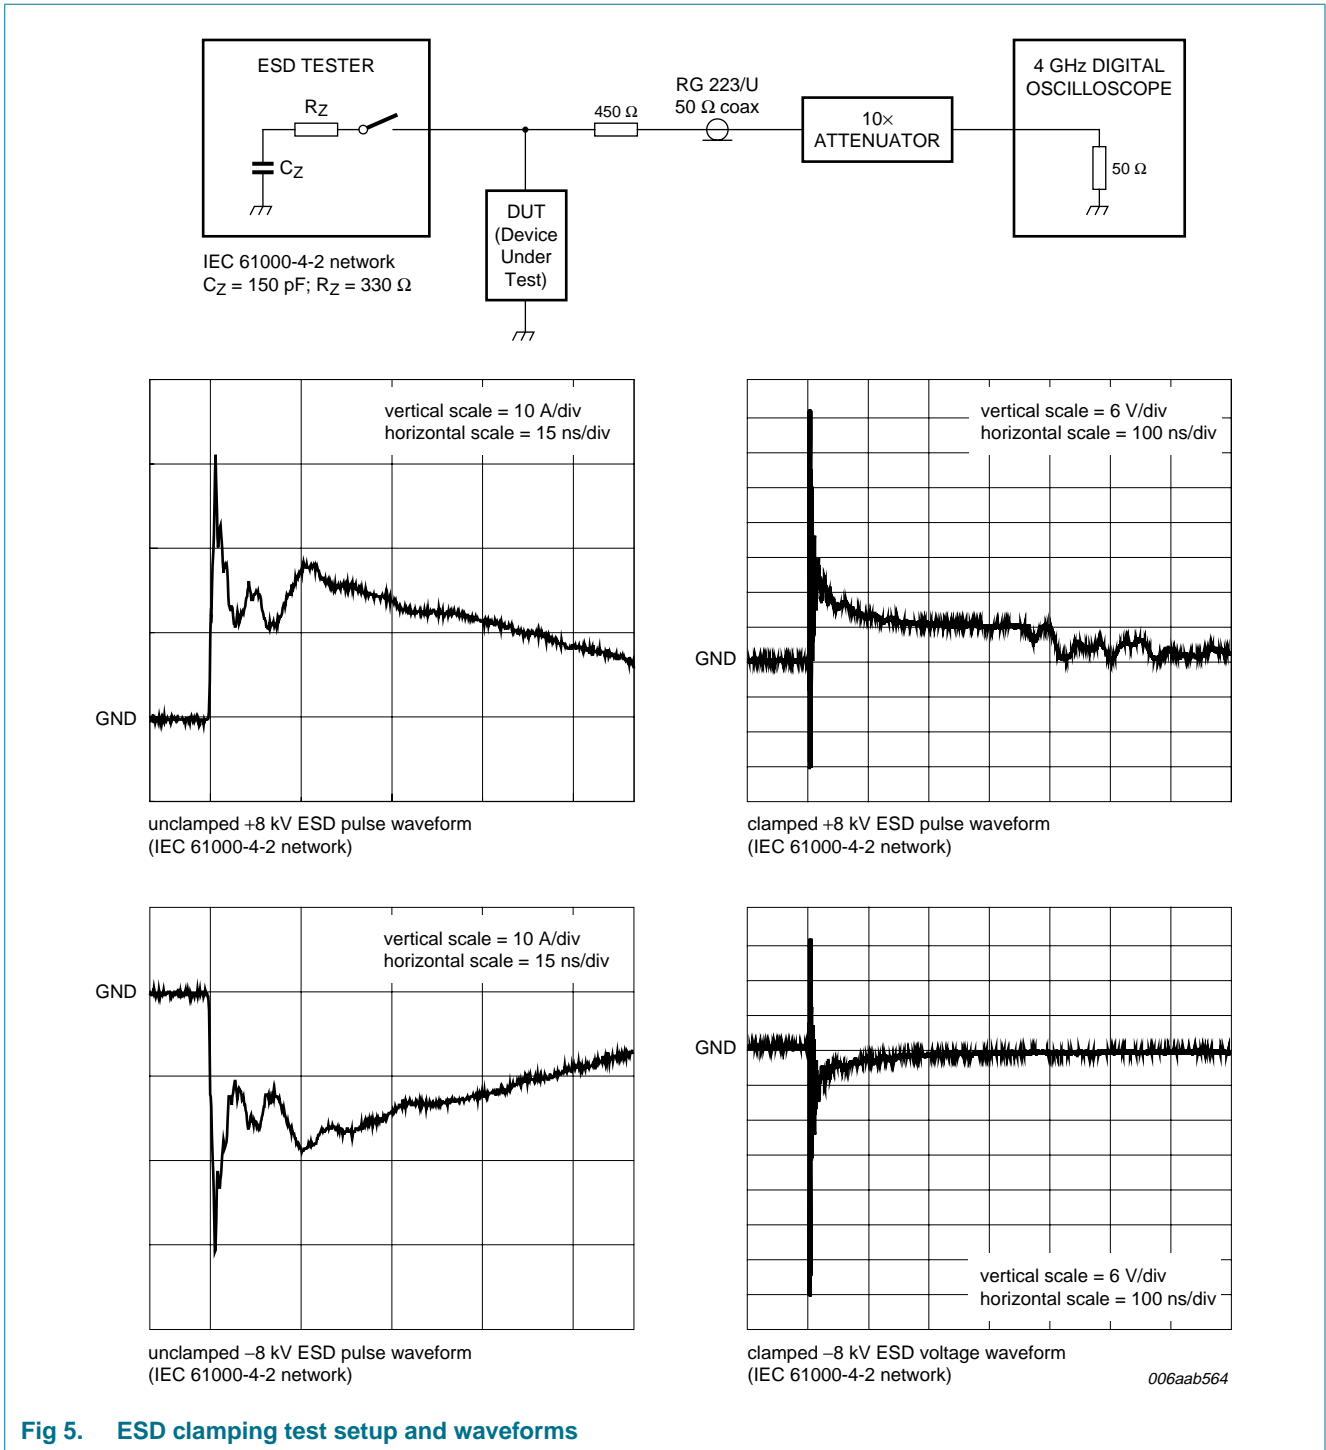 ESD TESTER
RZ
CZ
IEC 61000-4-2 network
CZ = 150 pF; RZ = 330 Ω
DUT
(Device
Under
Test)
450 Ω
RG 223/U
50 Ω coax
10×
ATTENUATOR
4 GHz DIGITAL
OSCILLOSCOPE
50 Ω
vertical scale = 10 A/div
horizontal scale = 15 ns/div
GND
unclamped +8 kV ESD pulse waveform
(IEC 61000-4-2 network)
vertical scale = 6 V/div
horizontal scale = 100 ns/div
GND
clamped +8 kV ESD pulse waveform
(IEC 61000-4-2 network)
vertical scale = 10 A/div
horizontal scale = 15 ns/div
GND
unclamped −8 kV ESD pulse waveform
(IEC 61000-4-2 network)
GND
vertical scale = 6 V/div
horizontal scale = 100 ns/div
clamped −8 kV ESD voltage waveform
(IEC 61000-4-2 network)
006aab564
Fig 5. ESD clamping test setup and waveforms